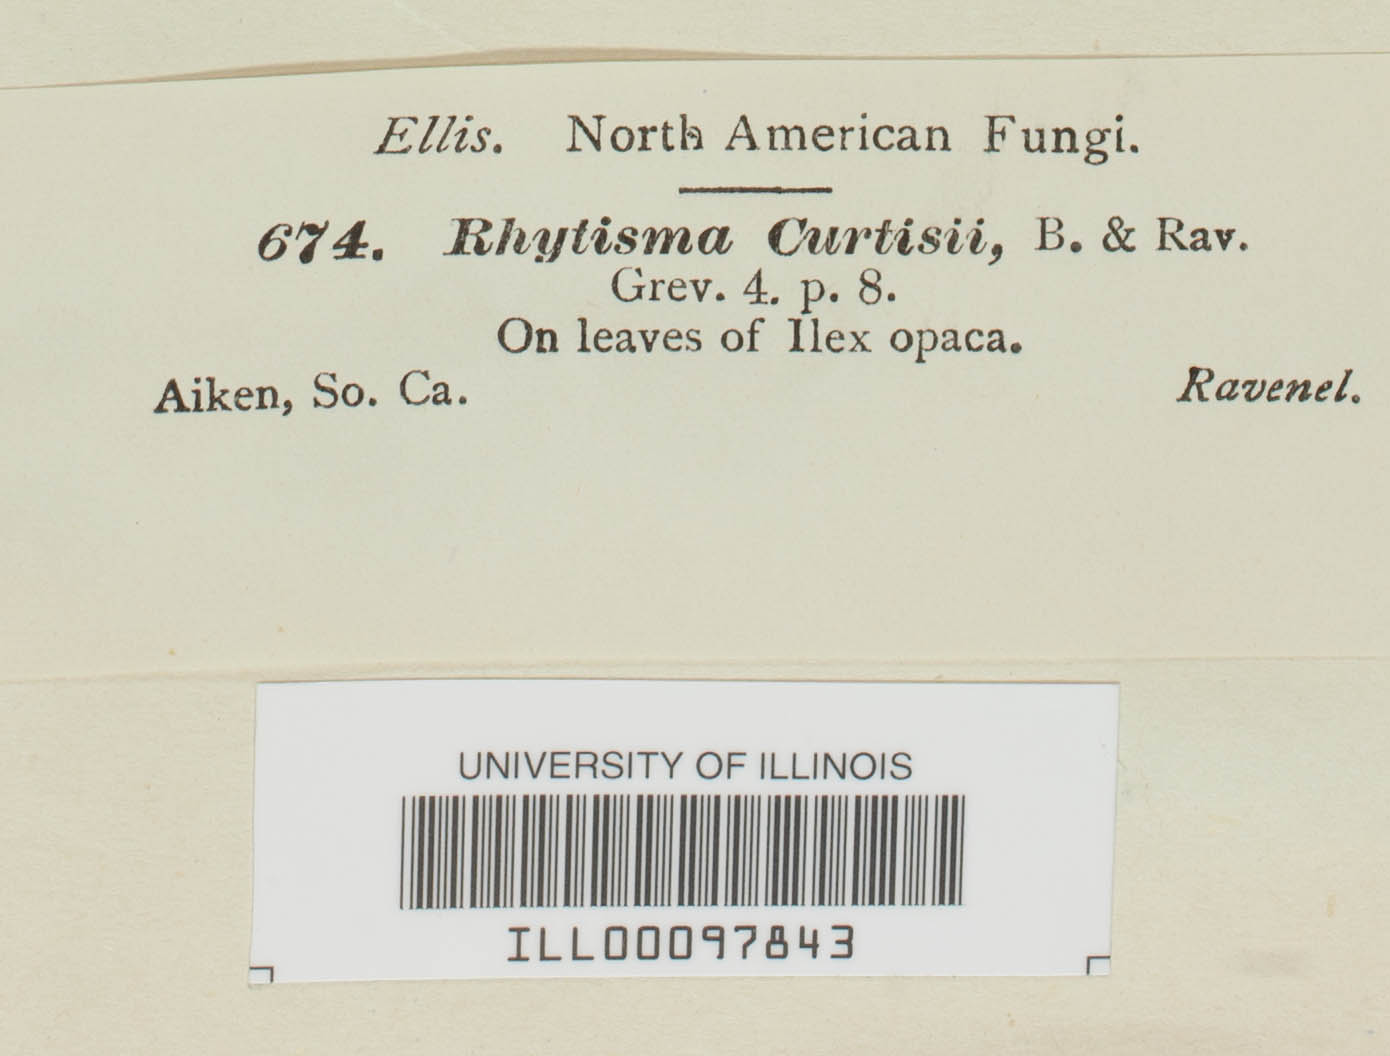 Ellis. North American Fungi.
674. Rhytisma Curtisii, B. & Rav.
Grev. 4. p. 8.
On leaves of Ilex opaca.
Aiken, So. Ca. Ravenel.
UNIVERSITY OF ILLINOIS
ILL00097843